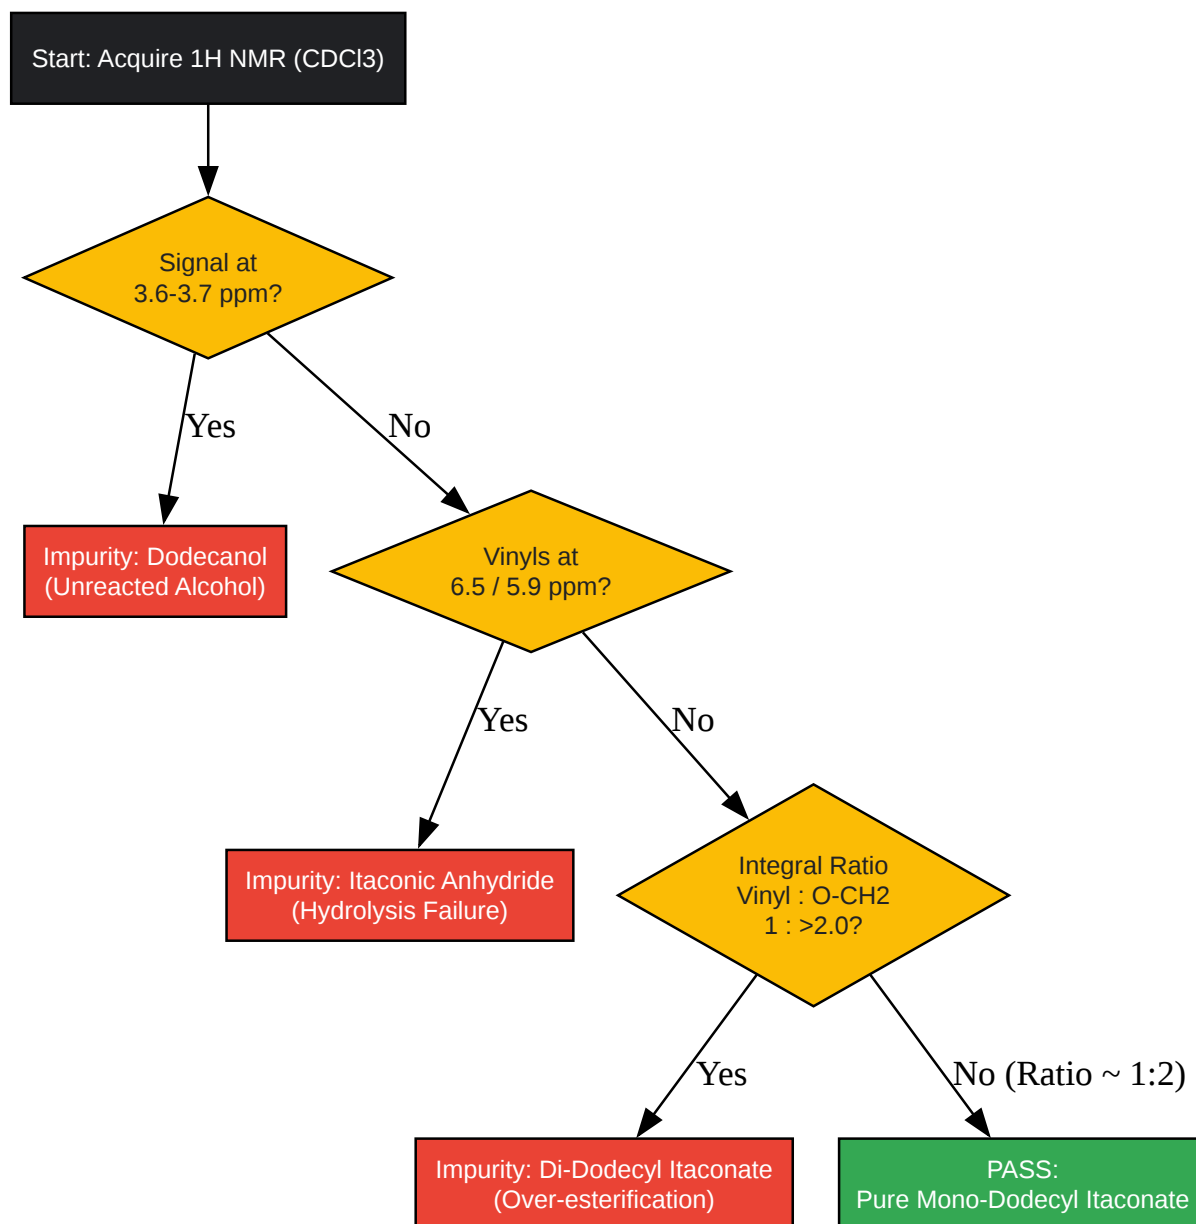 Start: Acquire 1H NMR (CDCl3)
Signal at
3.6-3.7 ppm?
Yes
No
Impurity: Dodecanol
(Unreacted Alcohol)
Vinyls at
6.5 / 5.9 ppm?
Yes
No
Impurity: Itaconic Anhydride
(Hydrolysis Failure)
Integral Ratio
Vinyl : O-CH2
1 : >2.0?
Yes
No (Ratio ~ 1:2)
Impurity: Di-Dodecyl Itaconate
(Over-esterification)
PASS:
Pure Mono-Dodecyl Itaconate